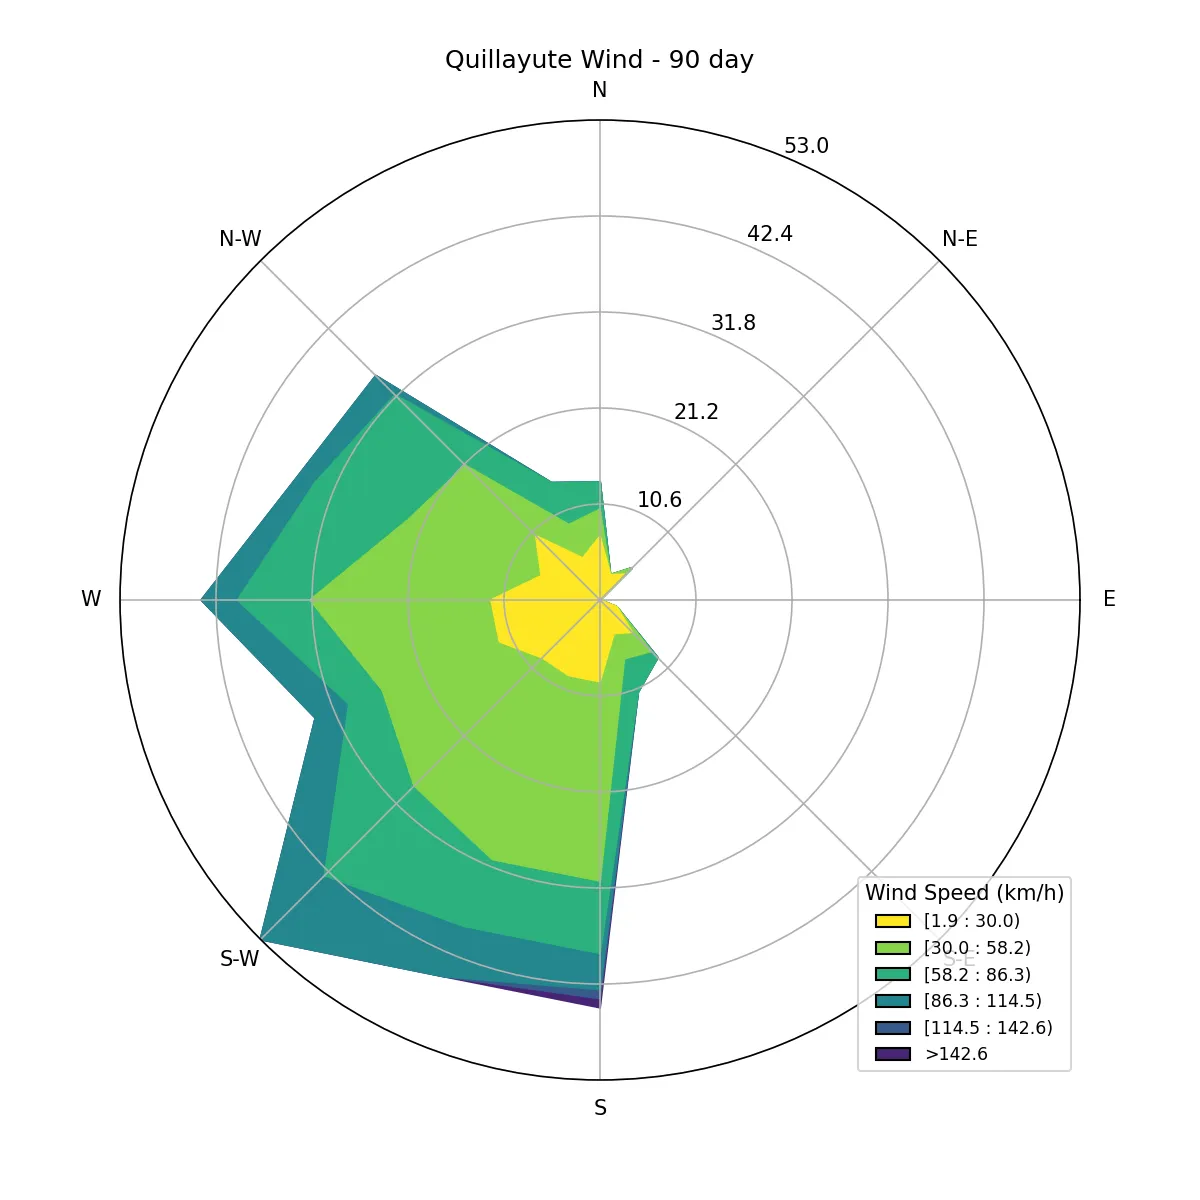 Quillayute Wind - 90 day
N
53.0
N-W
42.4
N-E
31.8
21.2
10.6
W
E
S-W
S-E
S
Wind Speed (km/h)
[1.9 : 30.0)
[30.0 : 58.2)
[58.2 : 86.3)
[86.3 : 114.5)
[114.5 : 142.6)
>142.6